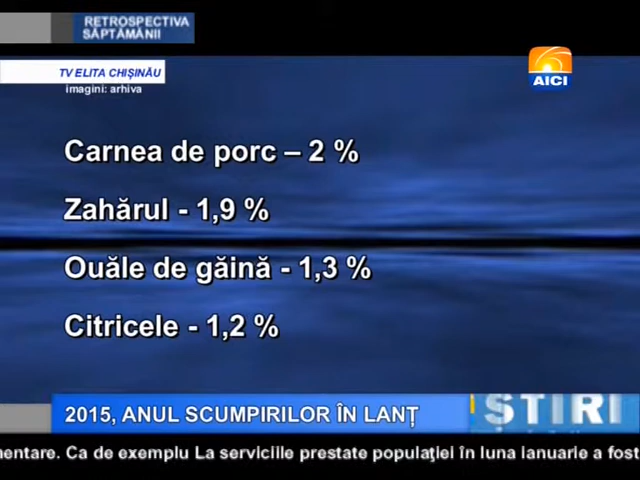 RETROSPECTIVA
SĂPTĂMÂNII
TV ELITA CHIȘINĂU
imagini: arhiva
AICI
Carnea de porc – 2 %
Zahărul - 1,9 %
Ouăle de găină - 1,3 %
Citricele - 1,2 %
2015, ANUL SCUMPIRILOR ÎN LANȚ
ȘTIRI
mentare. Ca de exemplu La serviciile prestate populaţiei în luna ianuarie a fost